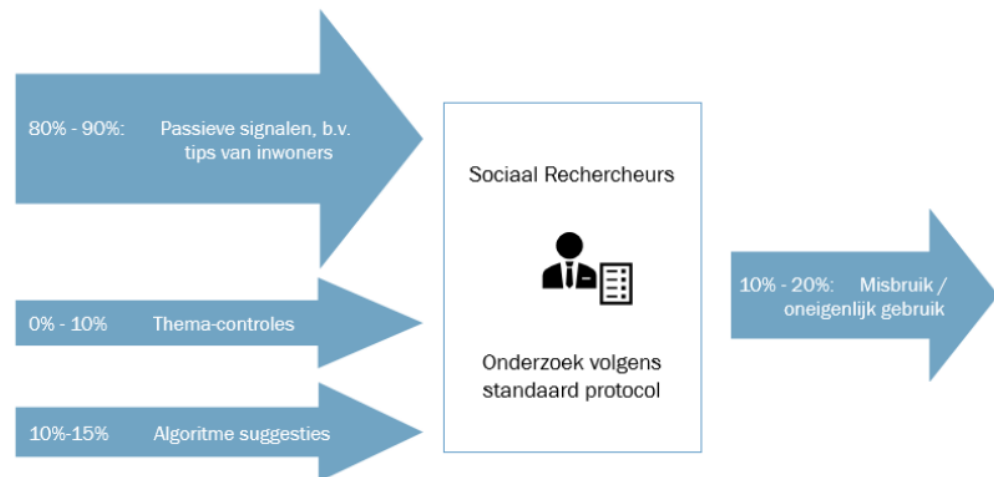 80% - 90%: Passieve signalen, b.v.
tips van inwoners
0% - 10% Thema-controles
10%-15% Algoritme suggesties
Sociaal Rechercheurs
Onderzoek volgens
standaard protocol
10% - 20%: Misbruik /
oneigenlijk gebruik